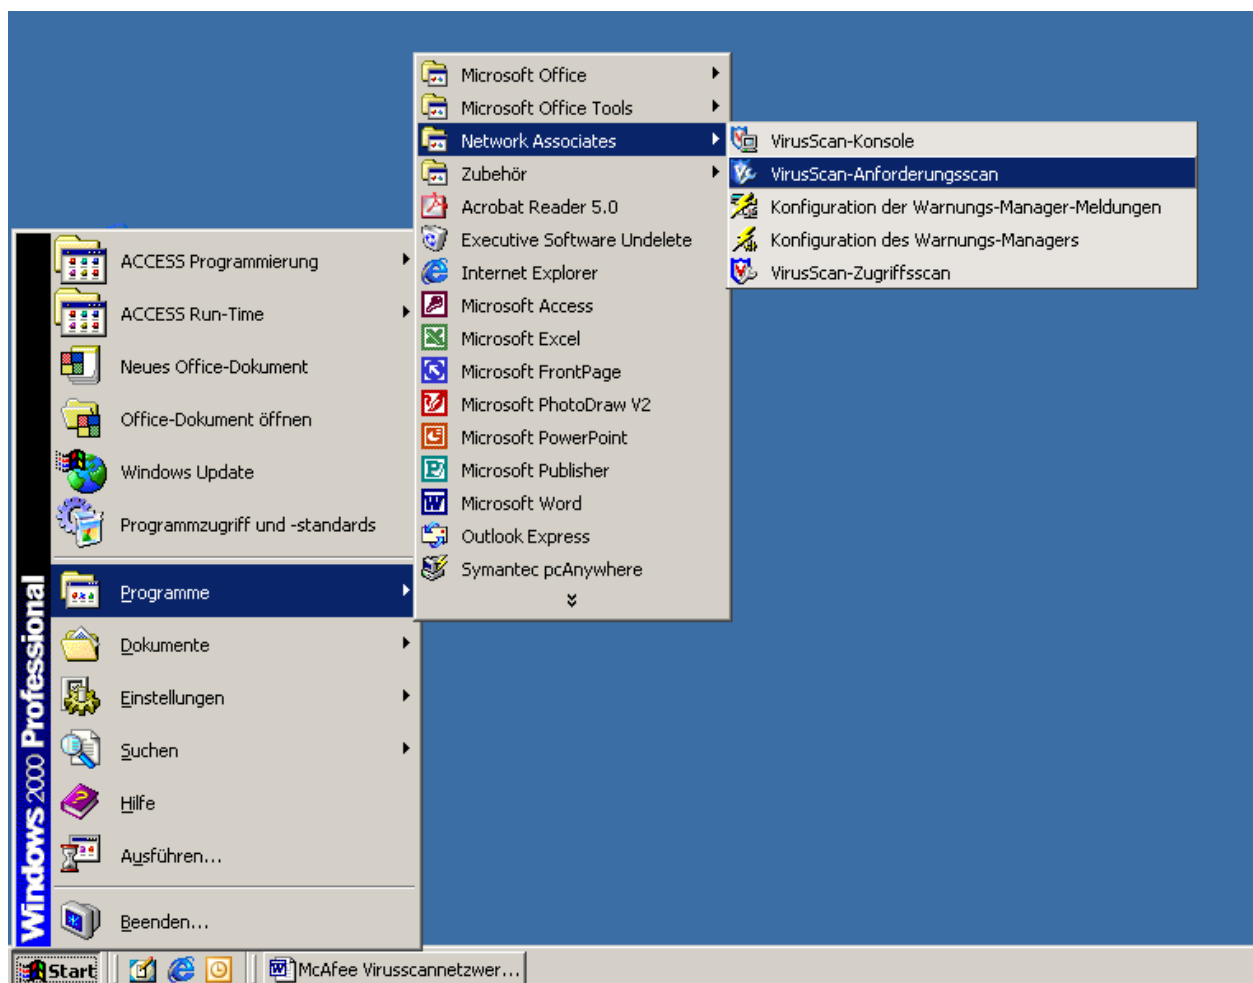 ACCESS Programmierung
ACCESS Run-Time
Neues Office-Dokument
Office-Dokument öffnen
Windows Update
Programmzugriff und -standards
Programme
Dokumente
Einstellungen
Suchen
Hilfe
Ausführen...
Beenden...
Windows 2000 Professional
Microsoft Office
Microsoft Office Tools
Network Associates
Zubehör
Acrobat Reader 5.0
Executive Software Undelete
Internet Explorer
Microsoft Access
Microsoft Excel
Microsoft FrontPage
Microsoft PhotoDraw V2
Microsoft PowerPoint
Microsoft Publisher
Microsoft Word
Outlook Express
Symantec pcAnywhere
VirusScan-Konsole
VirusScan-Anforderungsscan
Konfiguration der Warnungs-Manager-Meldungen
Konfiguration des Warnungs-Managers
VirusScan-Zugriffsscan
Start
McAfee Virusscannetzwer...